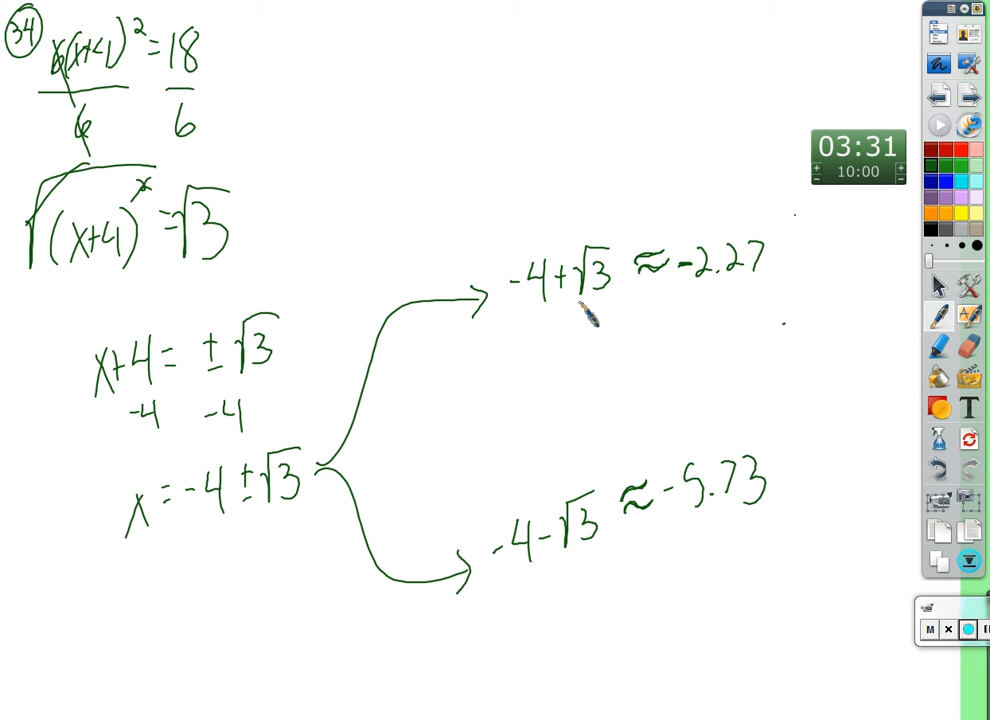 34
6(x+4)² = 18
6 6
√(x+4)² = √3
x+4 = ± √3
-4 -4
x = -4 ± √3
-4+√3 ≈ -2.27
-4-√3 ≈ -5.73
03:31
10:00
T
M